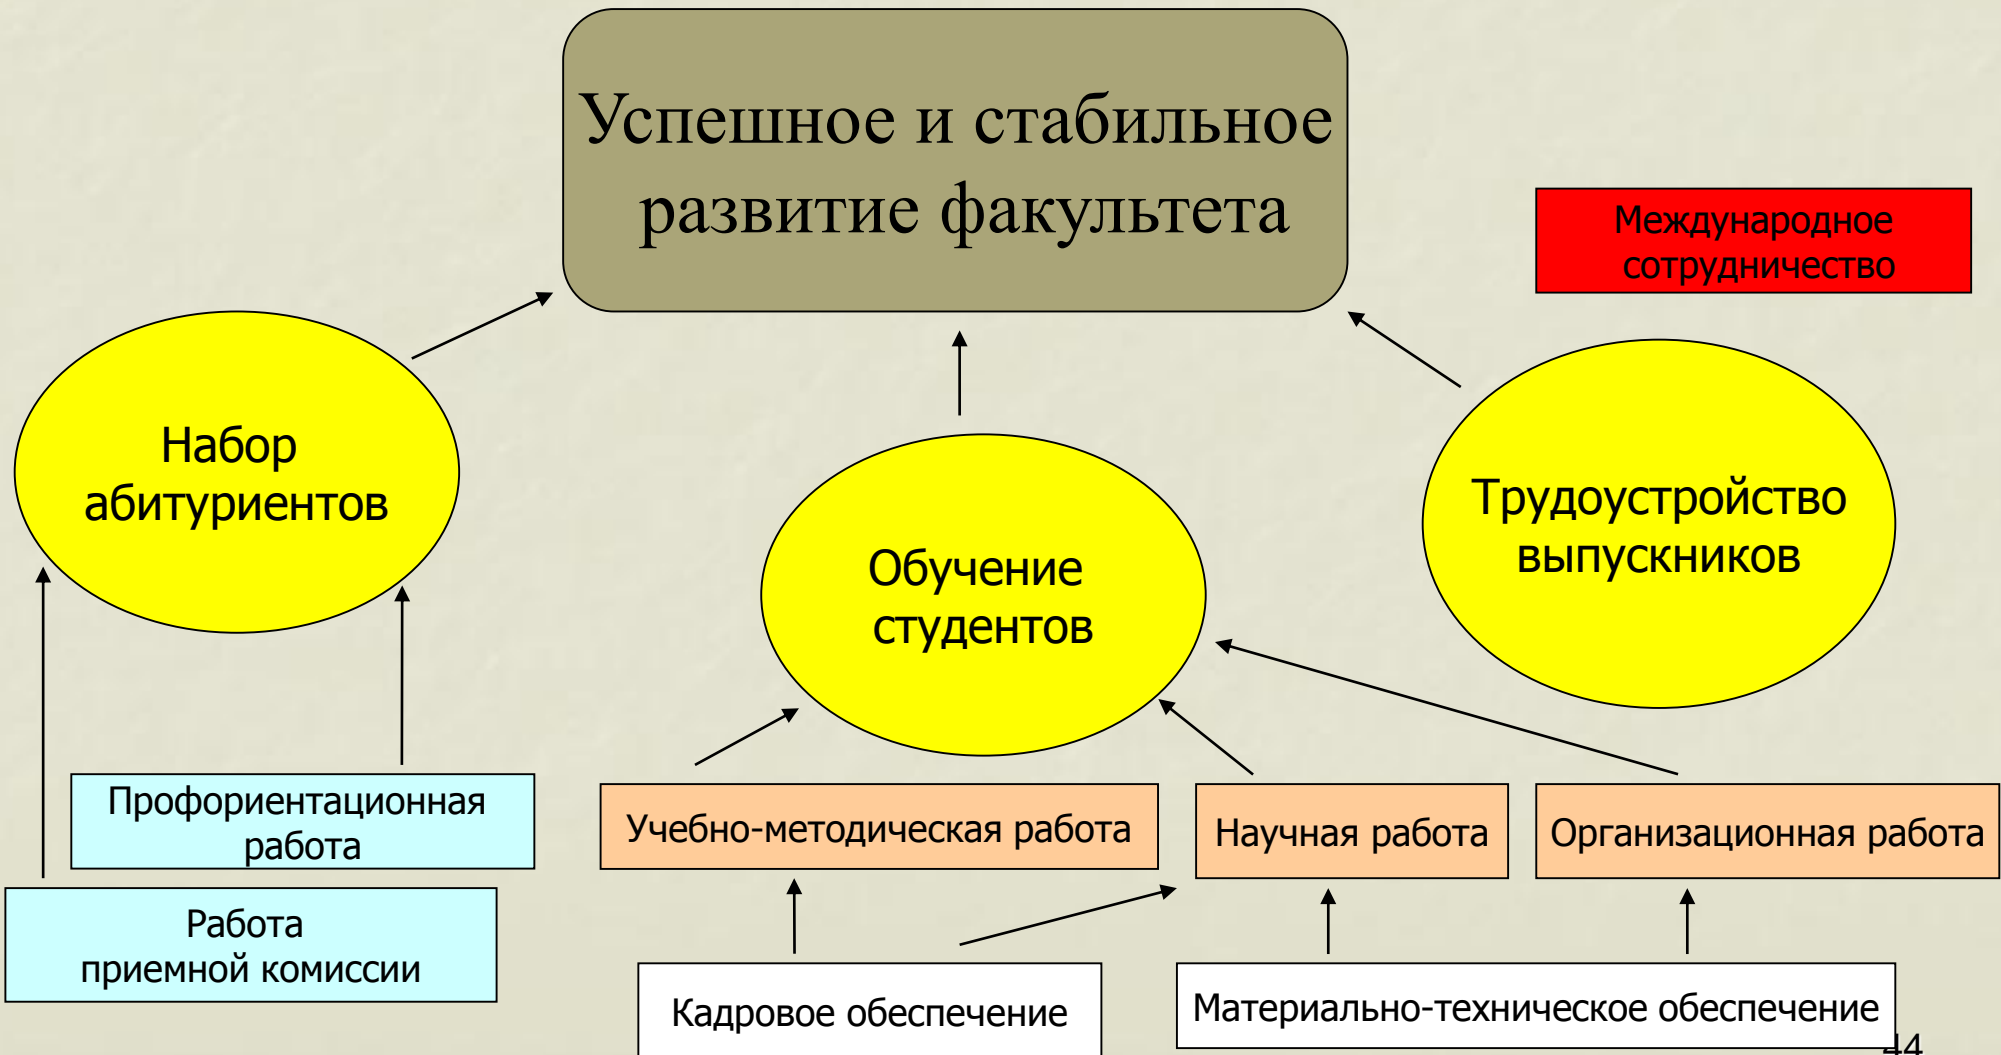 Успешное и стабильное
развитие факультета
Международное
сотрудничество
Набор
абитуриентов
Обучение
студентов
Трудоустройство
выпускников
Профориентационная
работа
Работа
приемной комиссии
Учебно-методическая работа
Научная работа
Организационная работа
Кадровое обеспечение
Материально-техническое обеспечение
44